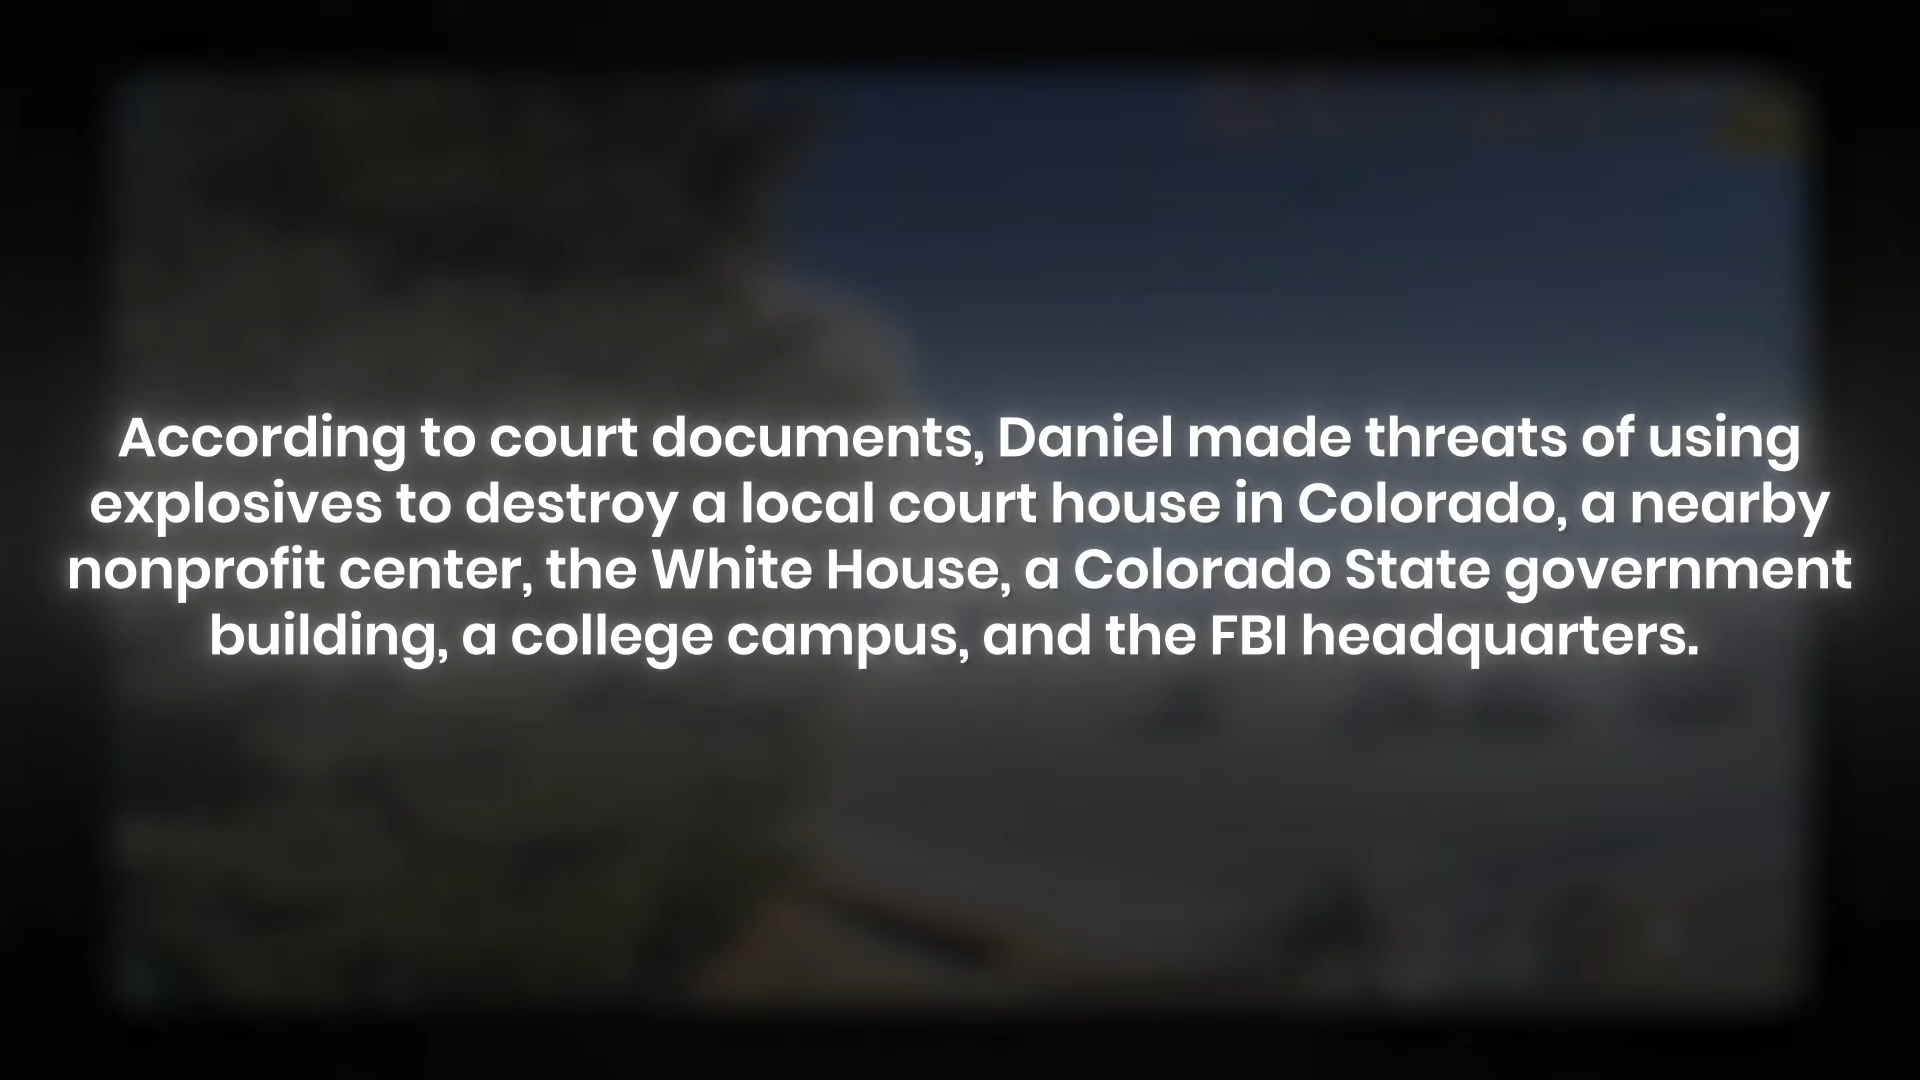 According to court documents, Daniel made threats of using
explosives to destroy a local court house in Colorado, a nearby
nonprofit center, the White House, a Colorado State government
building, a college campus, and the FBI headquarters.